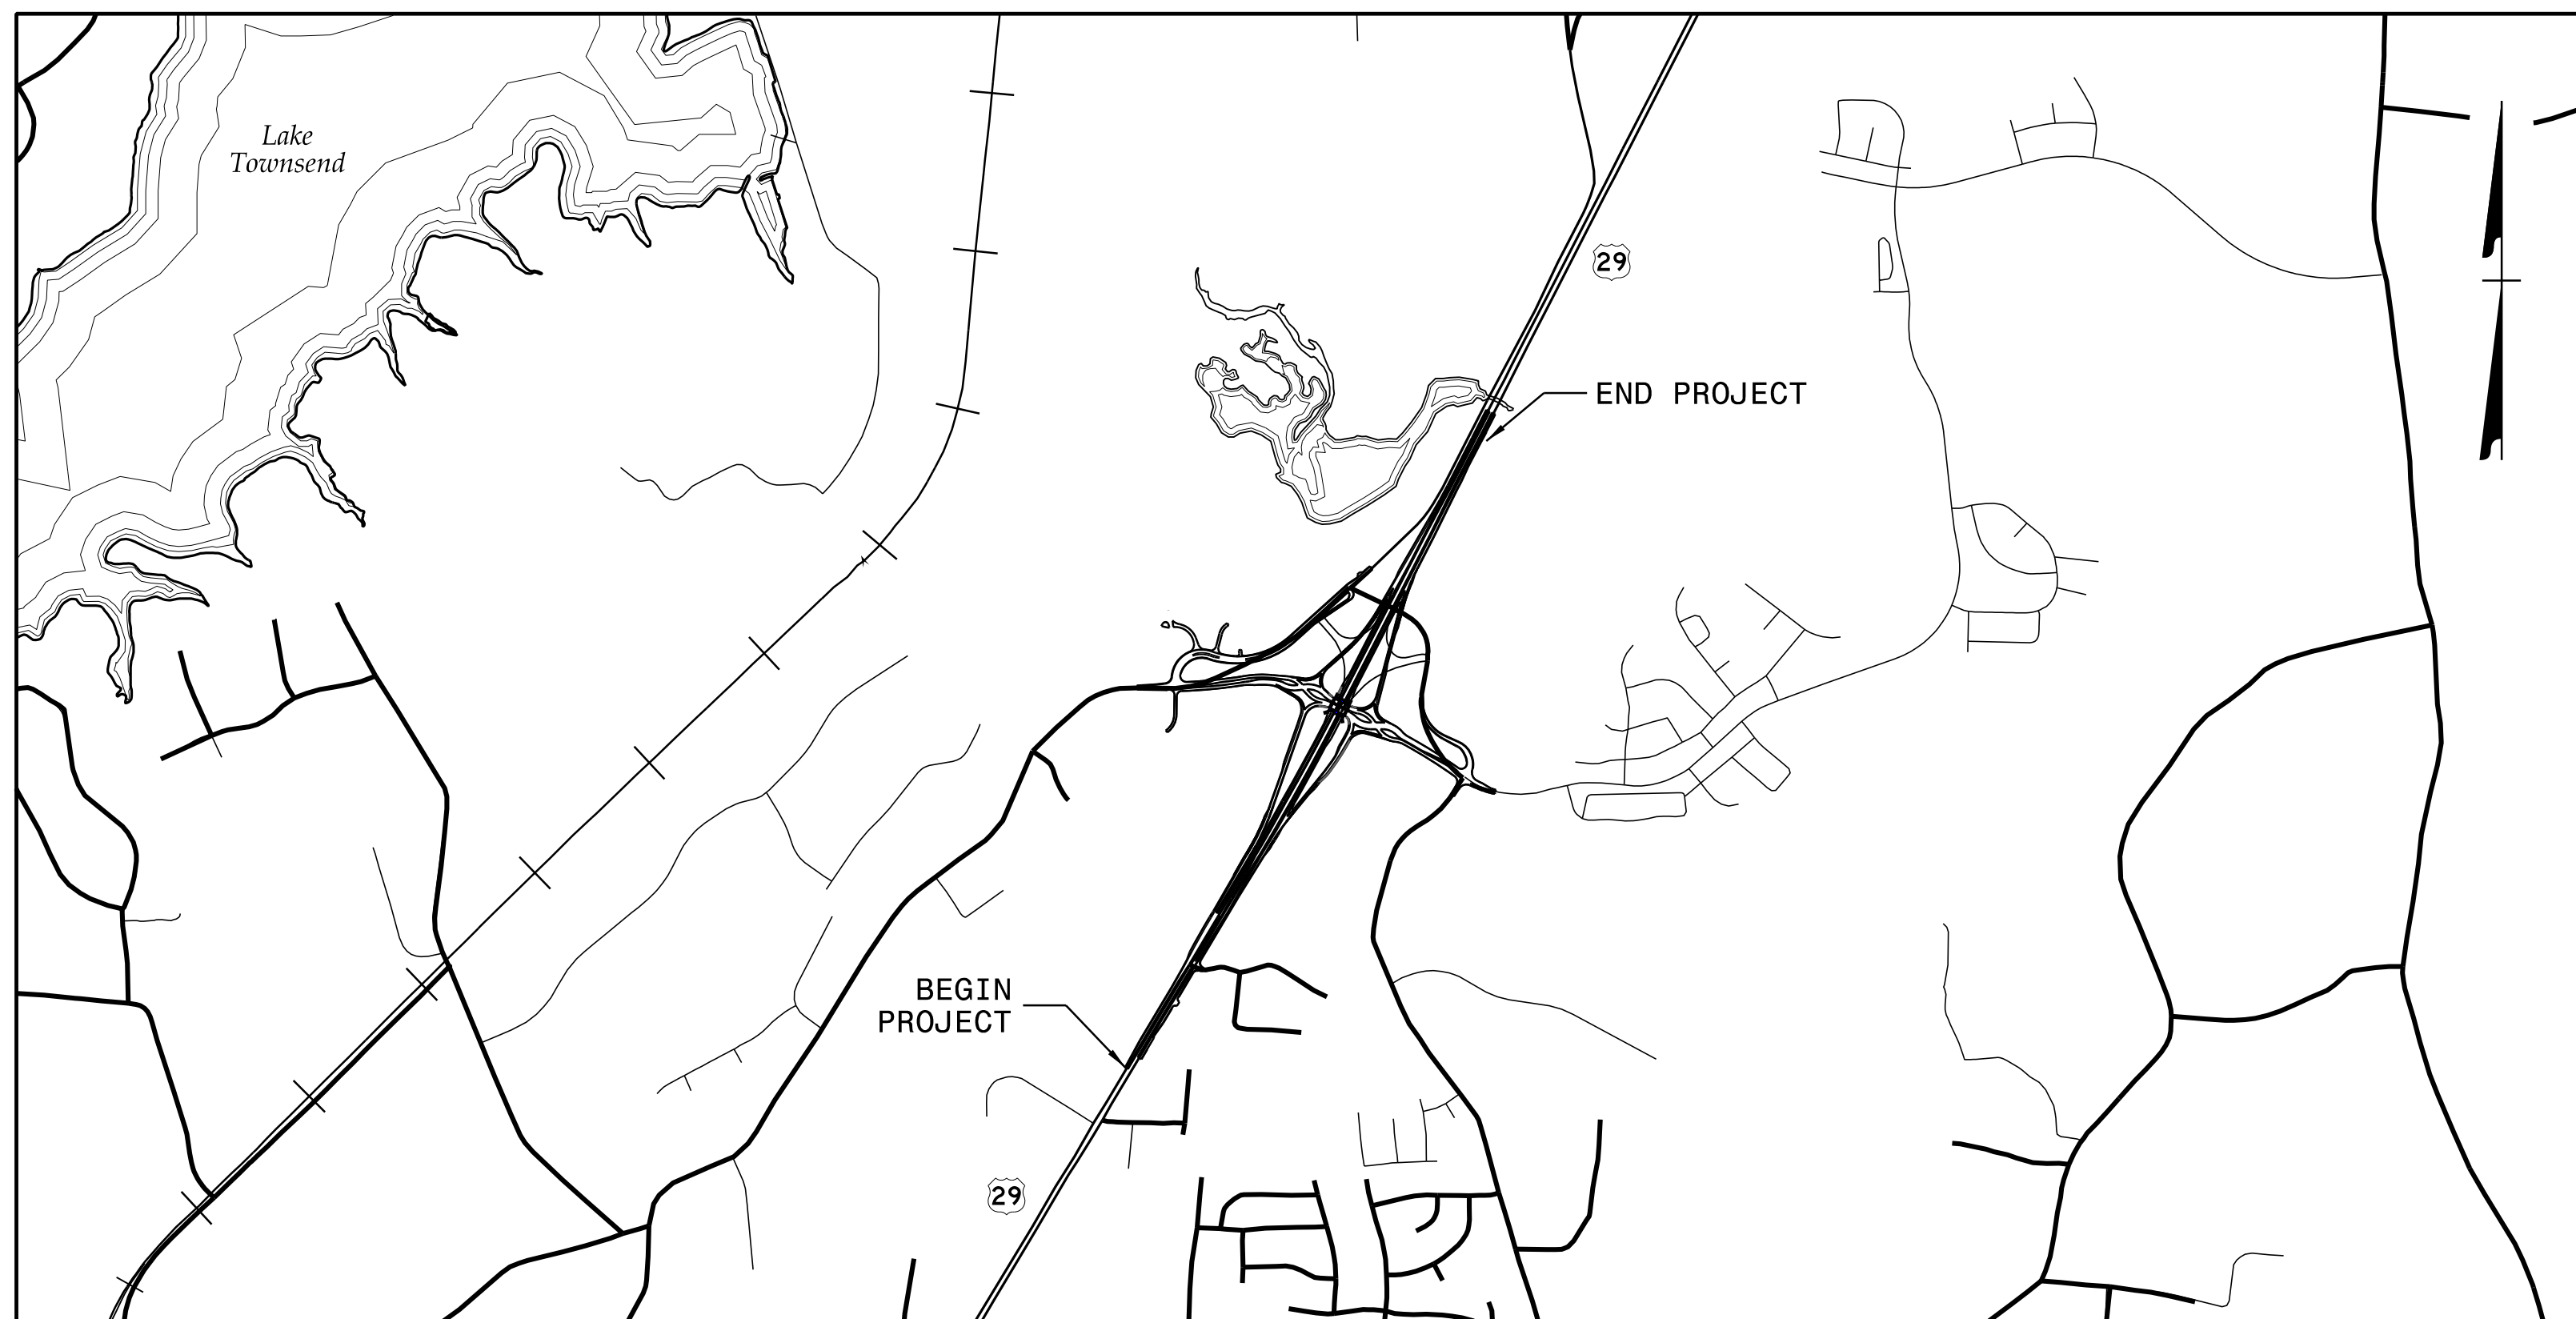 Lake
Townsend
29
END PROJECT
BEGIN
PROJECT
29